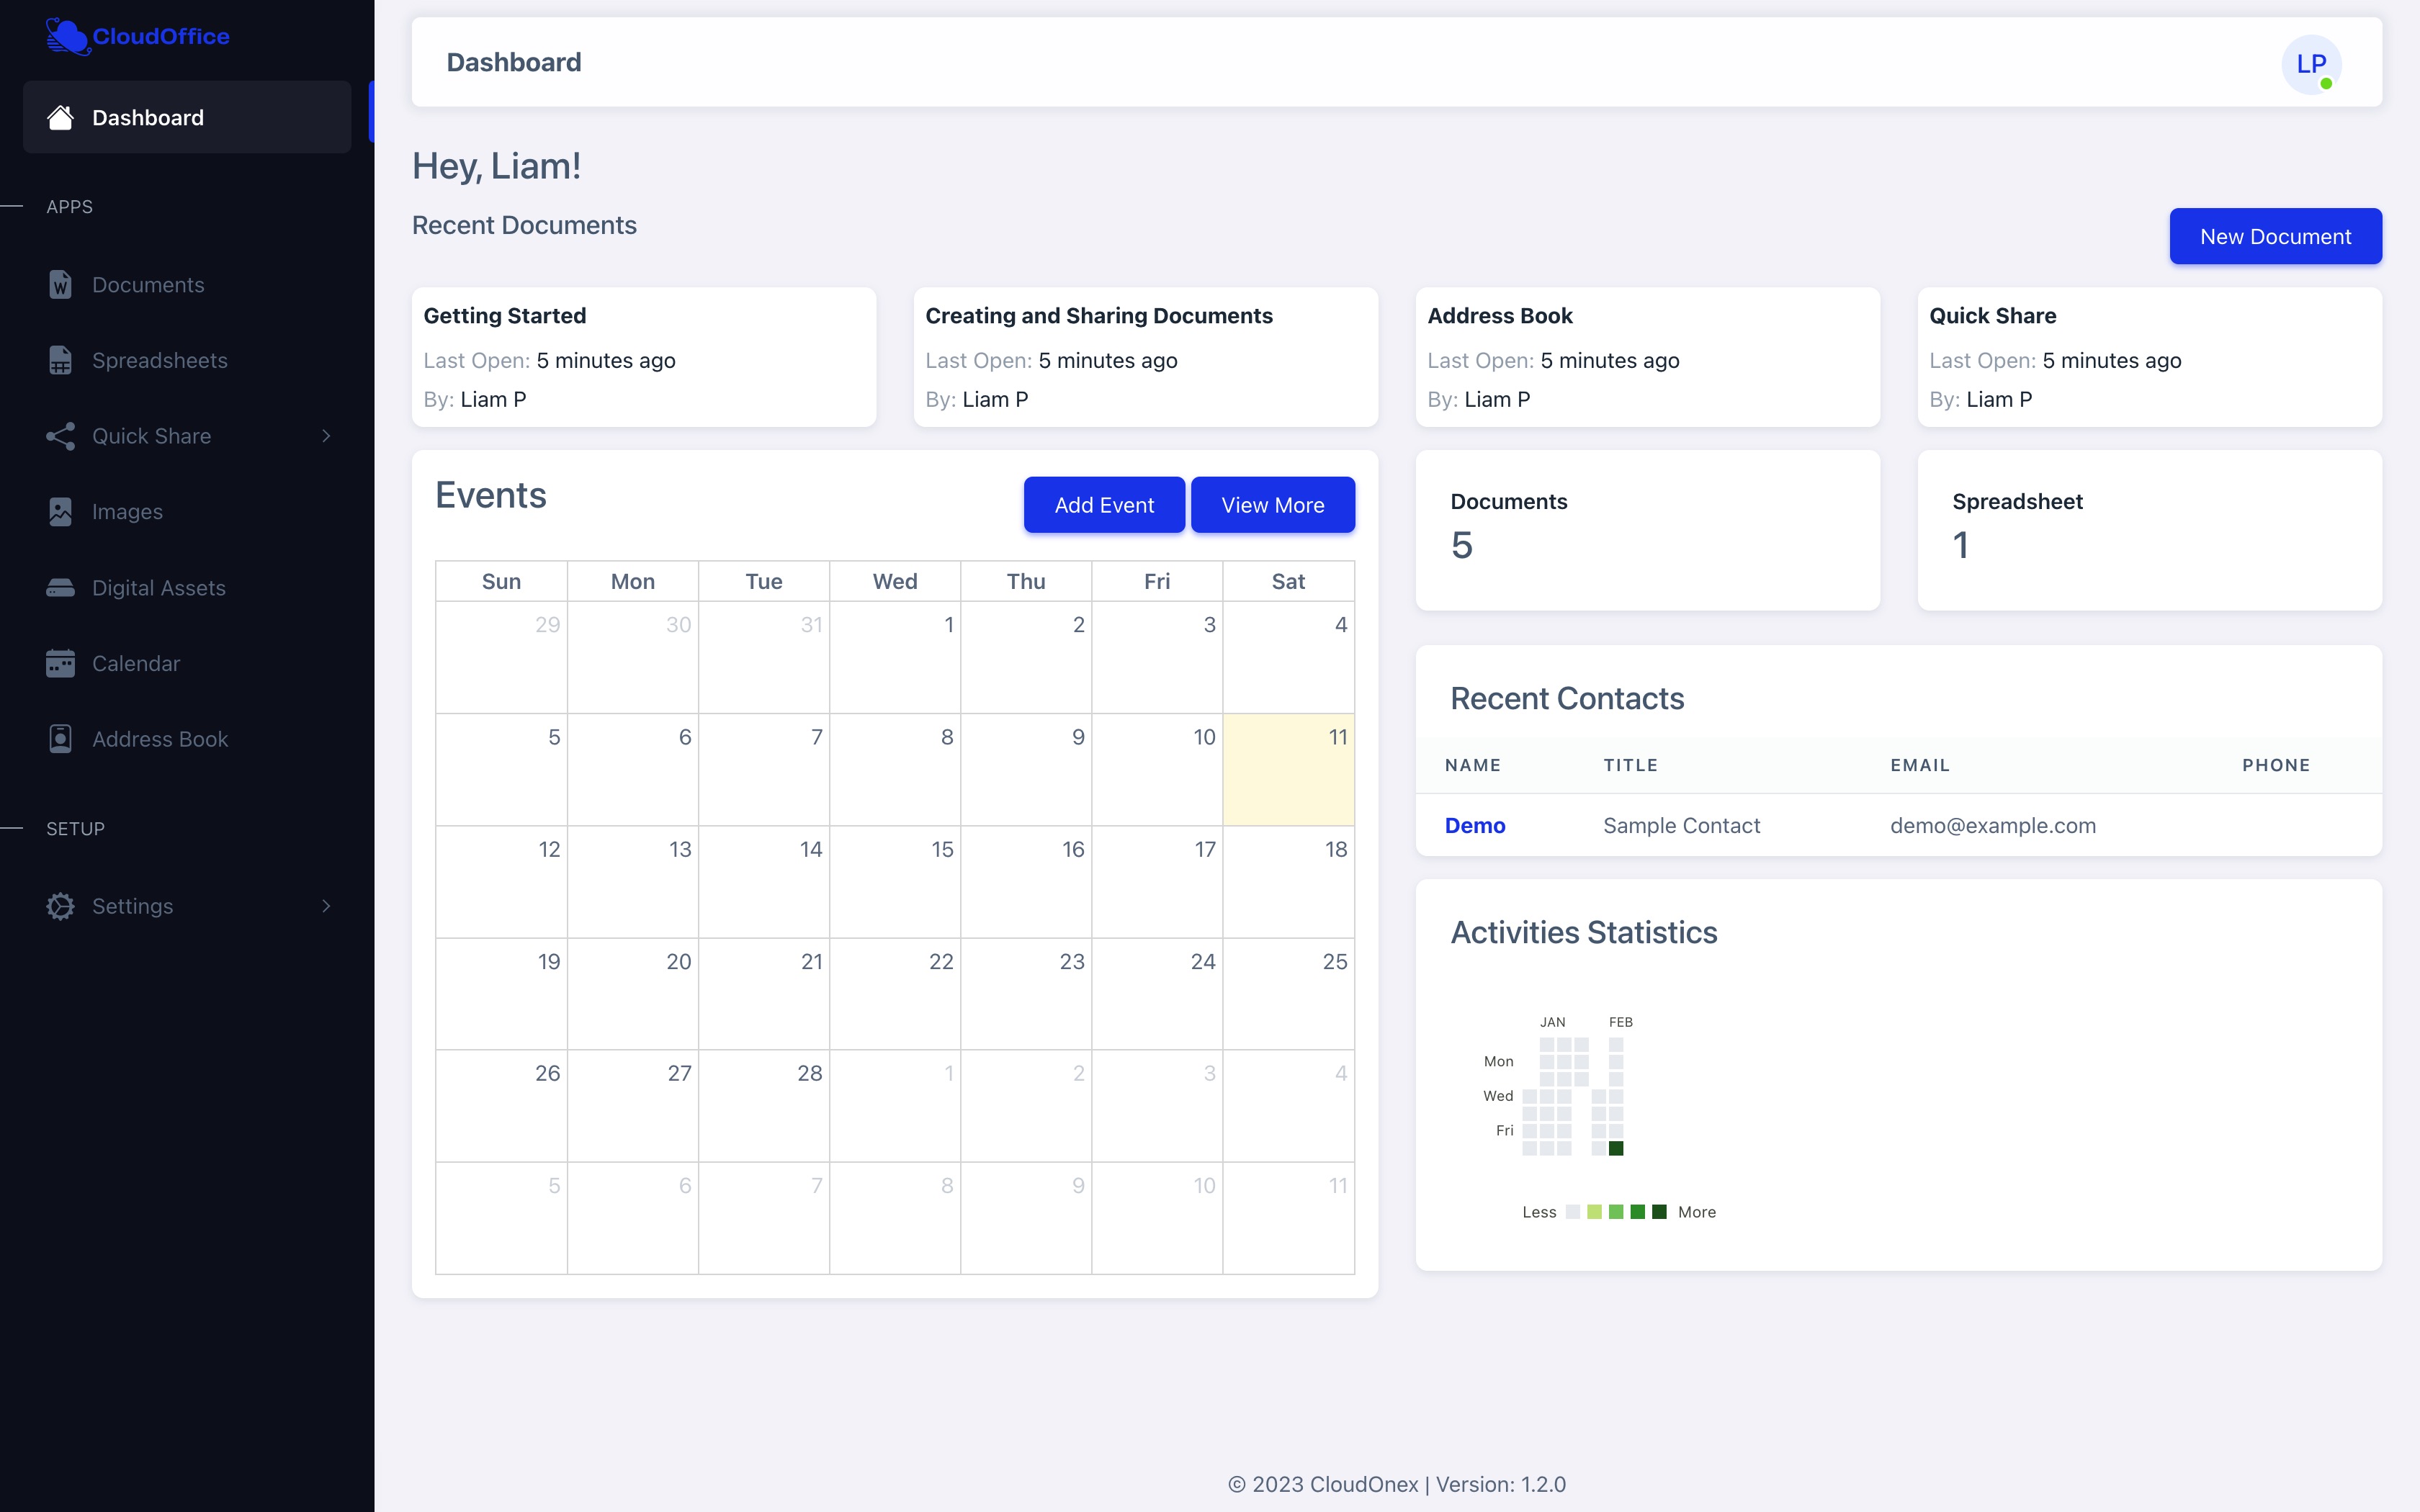 CloudOffice
Dashboard
APPS
Documents
Spreadsheets
Quick Share
Images
Digital Assets
Calendar
Address Book
SETUP
Settings
Dashboard
LP
Hey, Liam!
Recent Documents
New Document
Getting Started
Last Open: 5 minutes ago
By: Liam P
Creating and Sharing Documents
Last Open: 5 minutes ago
By: Liam P
Address Book
Last Open: 5 minutes ago
By: Liam P
Quick Share
Last Open: 5 minutes ago
By: Liam P
Events
Add Event
View More
Sun Mon Tue Wed Thu Fri Sat
29 30 31 1 2 3 4
5 6 7 8 9 10 11
12 13 14 15 16 17 18
19 20 21 22 23 24 25
26 27 28 1 2 3 4
5 6 7 8 9 10 11
Documents
5
Spreadsheet
1
Recent Contacts
NAME TITLE EMAIL PHONE
Demo Sample Contact demo@example.com
Activities Statistics
JAN FEB
Mon
Wed
Fri
Less More
© 2023 CloudOnex | Version: 1.2.0